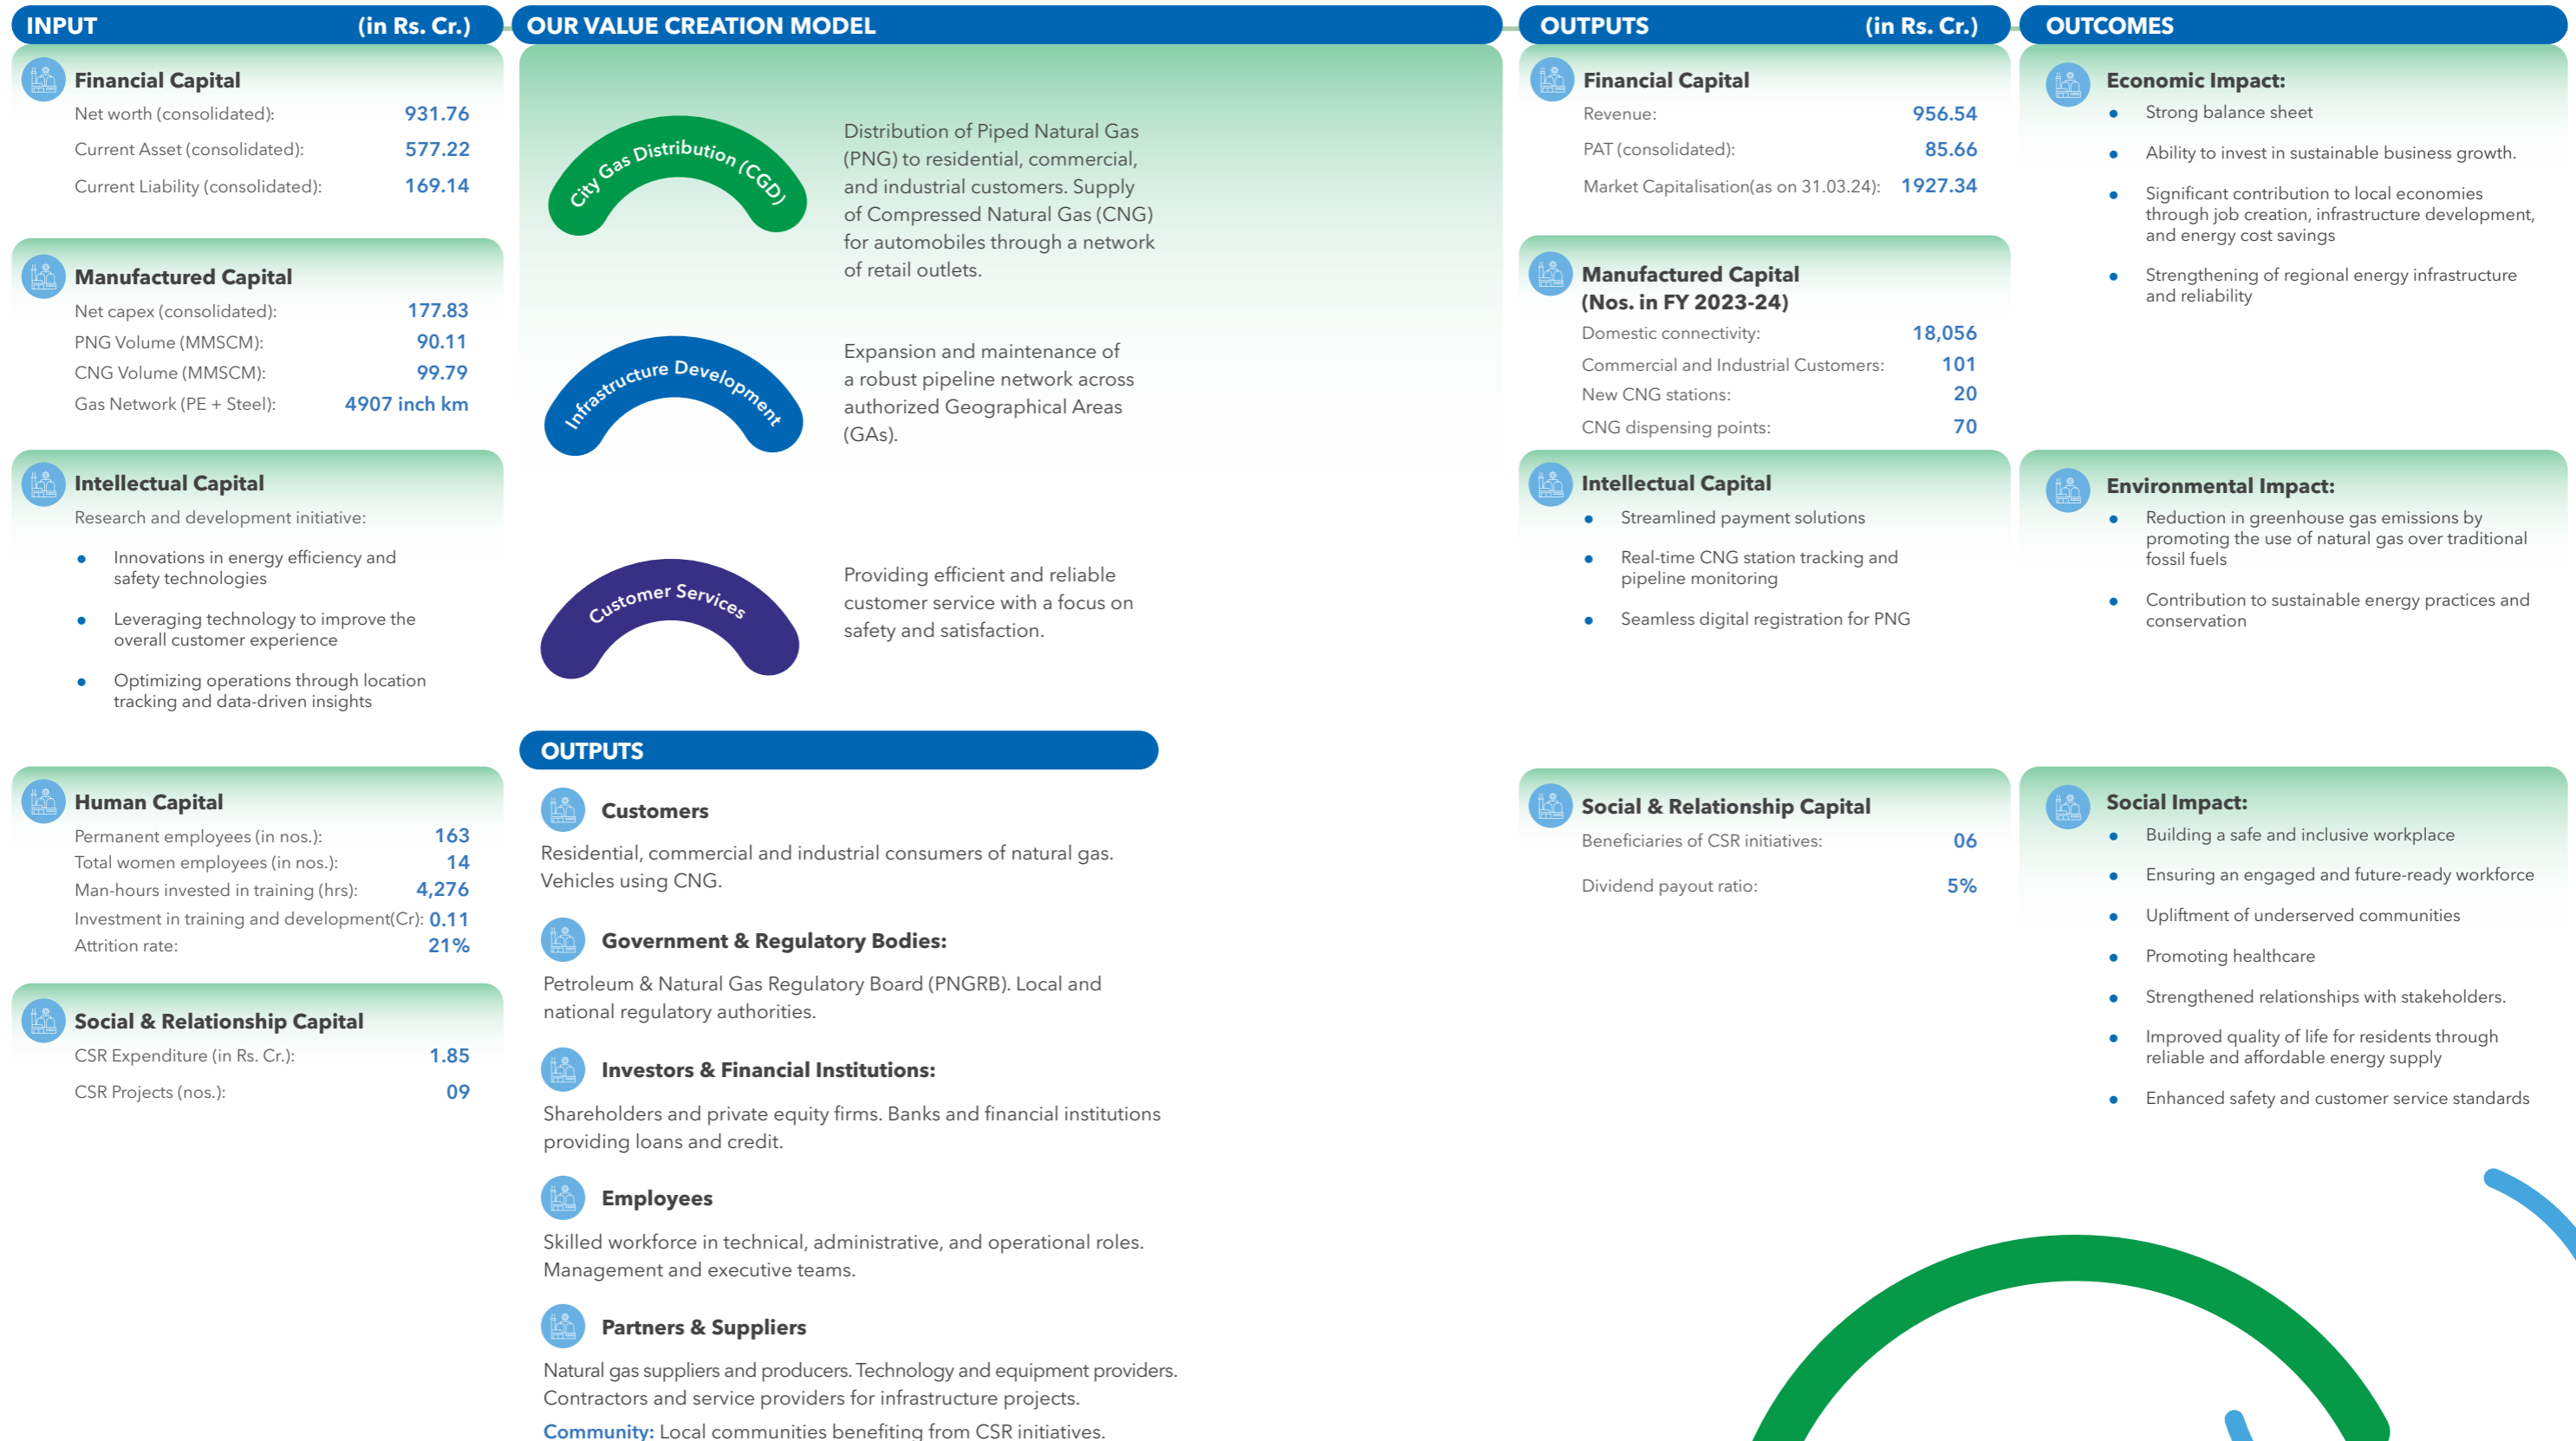 INPUT (in Rs. Cr.)
Financial Capital
Net worth (consolidated): 931.76
Current Asset (consolidated): 577.22
Current Liability (consolidated): 169.14
Manufactured Capital
Net capex (consolidated): 177.83
PNG Volume (MMSCM): 90.11
CNG Volume (MMSCM): 99.79
Gas Network (PE + Steel): 4907 inch km
Intellectual Capital
Research and development initiative:
● Innovations in energy efficiency and
safety technologies
● Leveraging technology to improve the
overall customer experience
● Optimizing operations through location
tracking and data-driven insights
Human Capital
Permanent employees (in nos.): 163
Total women employees (in nos.): 14
Man-hours invested in training (hrs): 4,276
Investment in training and development(Cr): 0.11
Attrition rate: 21%
Social & Relationship Capital
CSR Expenditure (in Rs. Cr.): 1.85
CSR Projects (nos.): 09
OUR VALUE CREATION MODEL
City Gas Distribution (CGD)
Distribution of Piped Natural Gas
(PNG) to residential, commercial,
and industrial customers. Supply
of Compressed Natural Gas (CNG)
for automobiles through a network
of retail outlets.
Infrastructure Development
Expansion and maintenance of
a robust pipeline network across
authorized Geographical Areas
(GAs).
Customer Services
Providing efficient and reliable
customer service with a focus on
safety and satisfaction.
OUTPUTS
Customers
Residential, commercial and industrial consumers of natural gas.
Vehicles using CNG.
Government & Regulatory Bodies:
Petroleum & Natural Gas Regulatory Board (PNGRB). Local and
national regulatory authorities.
Investors & Financial Institutions:
Shareholders and private equity firms. Banks and financial institutions
providing loans and credit.
Employees
Skilled workforce in technical, administrative, and operational roles.
Management and executive teams.
Partners & Suppliers
Natural gas suppliers and producers. Technology and equipment providers.
Contractors and service providers for infrastructure projects.
Community: Local communities benefiting from CSR initiatives.
OUTPUTS (in Rs. Cr.)
Financial Capital
Revenue: 956.54
PAT (consolidated): 85.66
Market Capitalisation(as on 31.03.24): 1927.34
Manufactured Capital
(Nos. in FY 2023-24)
Domestic connectivity: 18,056
Commercial and Industrial Customers: 101
New CNG stations: 20
CNG dispensing points: 70
Intellectual Capital
● Streamlined payment solutions
● Real-time CNG station tracking and
pipeline monitoring
● Seamless digital registration for PNG
Social & Relationship Capital
Beneficiaries of CSR initiatives: 06
Dividend payout ratio: 5%
OUTCOMES
Economic Impact:
● Strong balance sheet
● Ability to invest in sustainable business growth.
● Significant contribution to local economies
through job creation, infrastructure development,
and energy cost savings
● Strengthening of regional energy infrastructure
and reliability
Environmental Impact:
● Reduction in greenhouse gas emissions by
promoting the use of natural gas over traditional
fossil fuels
● Contribution to sustainable energy practices and
conservation
Social Impact:
● Building a safe and inclusive workplace
● Ensuring an engaged and future-ready workforce
● Upliftment of underserved communities
● Promoting healthcare
● Strengthened relationships with stakeholders.
● Improved quality of life for residents through
reliable and affordable energy supply
● Enhanced safety and customer service standards